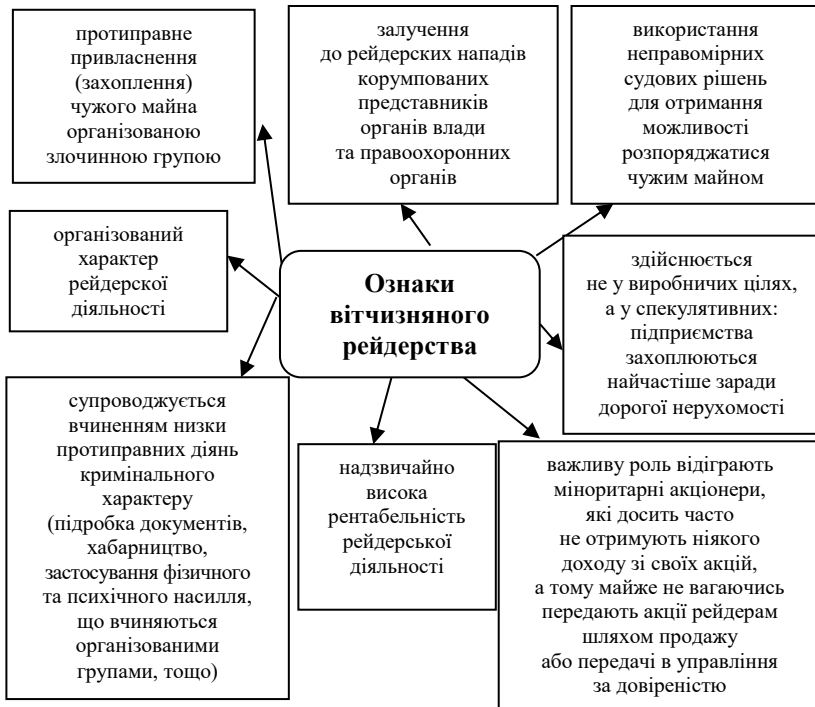 протиправне
привласнення
(захоплення)
чужого майна
організованою
злочинною групою
залучення
до рейдерских нападів
корумпованих
представників
органів влади
та правоохоронних
органів
використання
неправомірних
судових рішень
для отримання
можливості
розпоряджатися
чужим майном
організований
характер
рейдерскої
діяльності
Ознаки
вітчизняного
рейдерства
здійснюється
не у виробничих цілях,
а у спекулятивних:
підприємства
захоплюються
найчастіше заради
дорогої нерухомості
супроводжується
вчиненням низки
протиправних діянь
кримінального
характеру
(підробка документів,
хабарництво,
застосування фізичного
та психічного насилля,
що вчиняються
організованими
групами, тощо)
надзвичайно
висока
рентабельність
рейдерської
діяльності
важливу роль відіграють
міноритарні акціонери,
які досить часто
не отримують ніякого
доходу зі своїх акцій,
а тому майже не вагаючись
передають акції рейдерам
шляхом продажу
або передачі в управління
за довіреністю